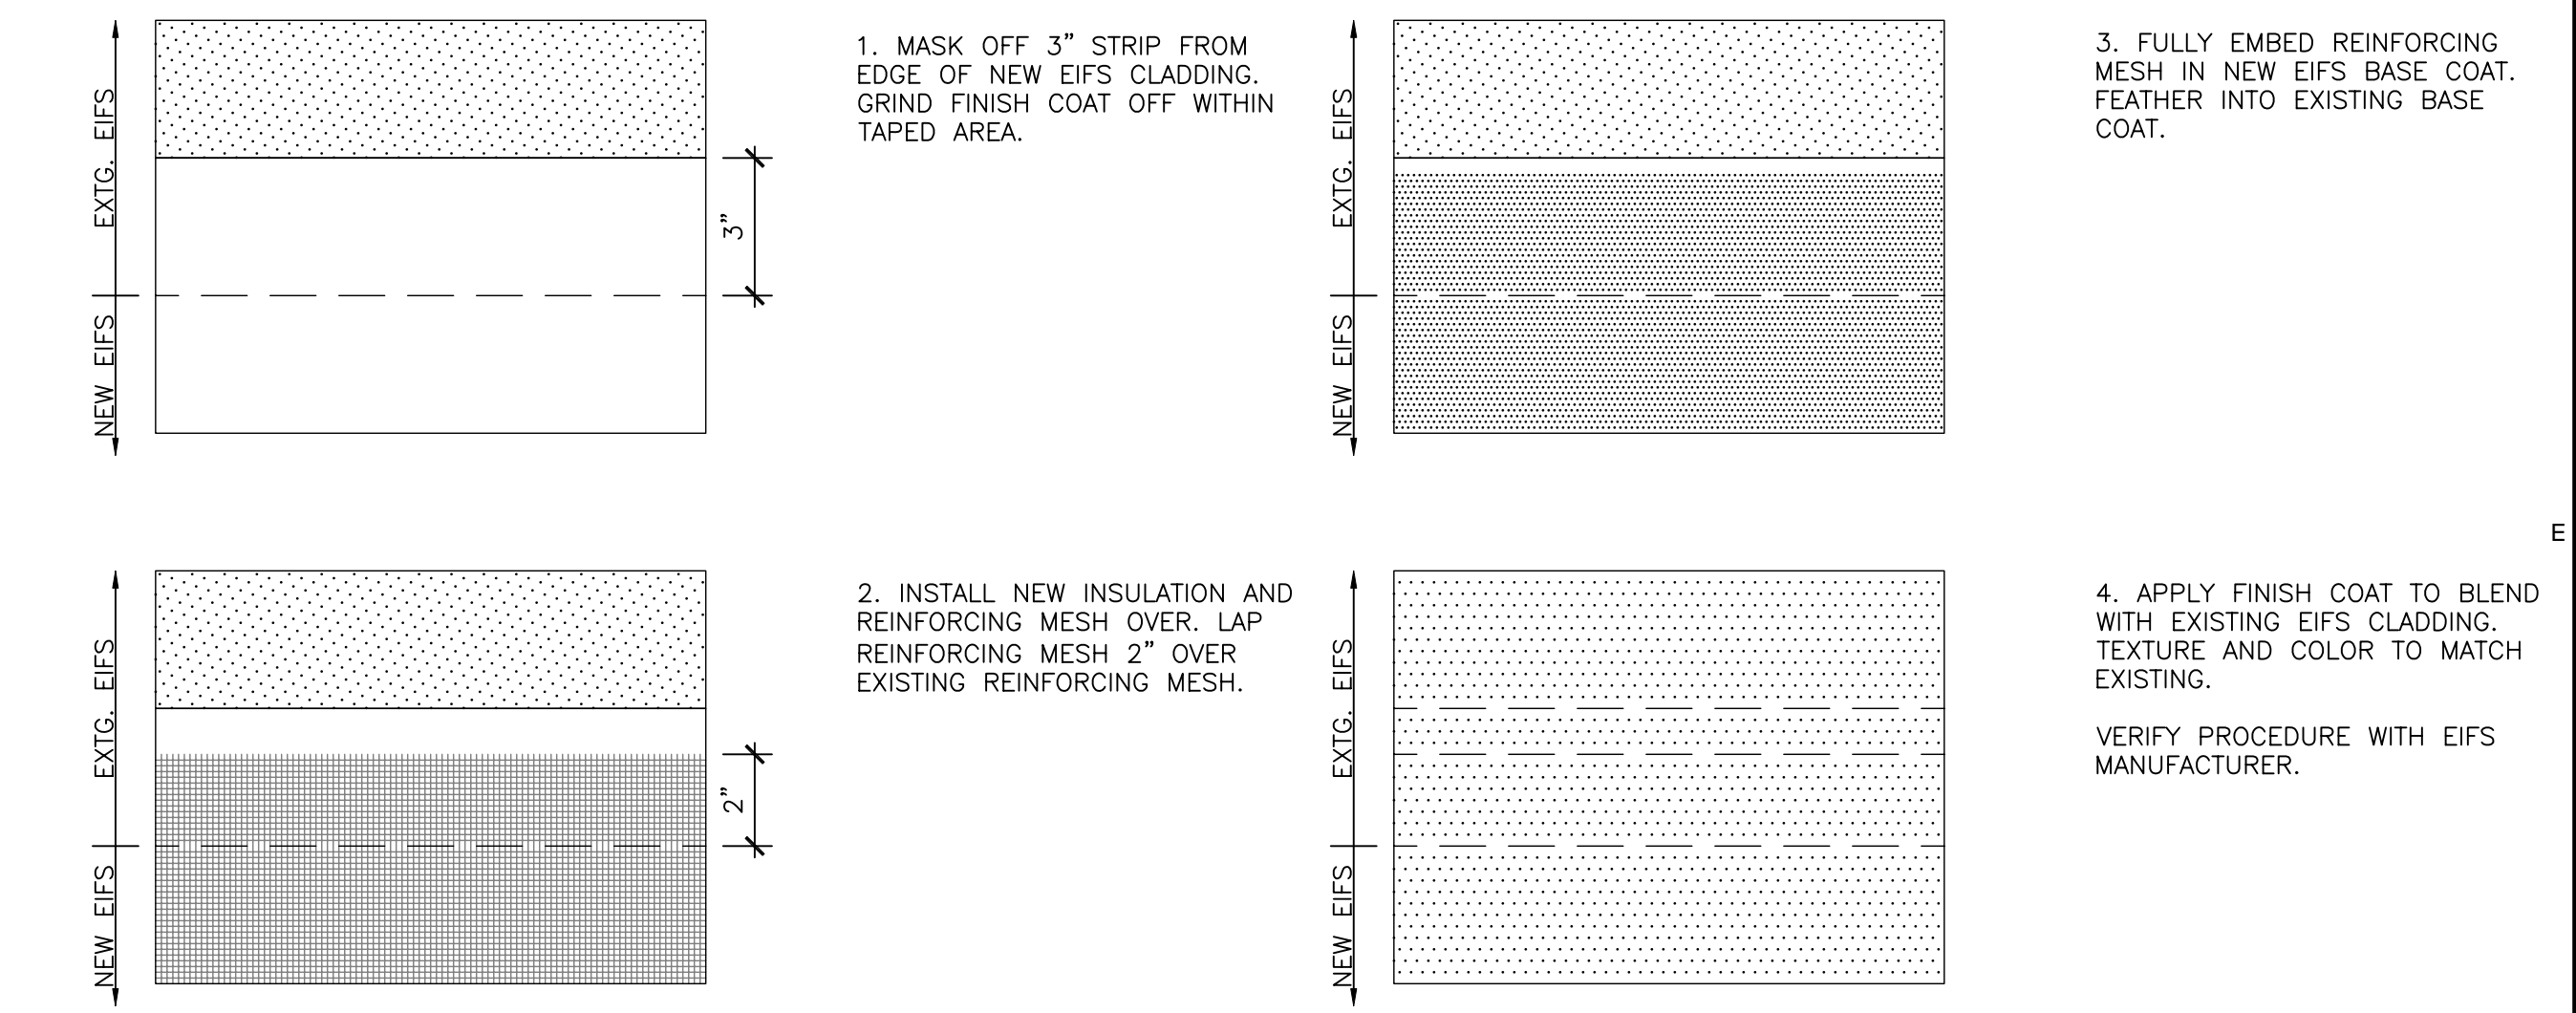 EXTG. EIFS
NEW EIFS
3”
1. MASK OFF 3” STRIP FROM
EDGE OF NEW EIFS CLADDING.
GRIND FINISH COAT OFF WITHIN
TAPED AREA.
EXTG. EIFS
NEW EIFS
2”
2. INSTALL NEW INSULATION AND
REINFORCING MESH OVER. LAP
REINFORCING MESH 2” OVER
EXISTING REINFORCING MESH.
EXTG. EIFS
NEW EIFS
3. FULLY EMBED REINFORCING
MESH IN NEW EIFS BASE COAT.
FEATHER INTO EXISTING BASE
COAT.
EXTG. EIFS
NEW EIFS
4. APPLY FINISH COAT TO BLEND
WITH EXISTING EIFS CLADDING.
TEXTURE AND COLOR TO MATCH
EXISTING.
VERIFY PROCEDURE WITH EIFS
MANUFACTURER.
E